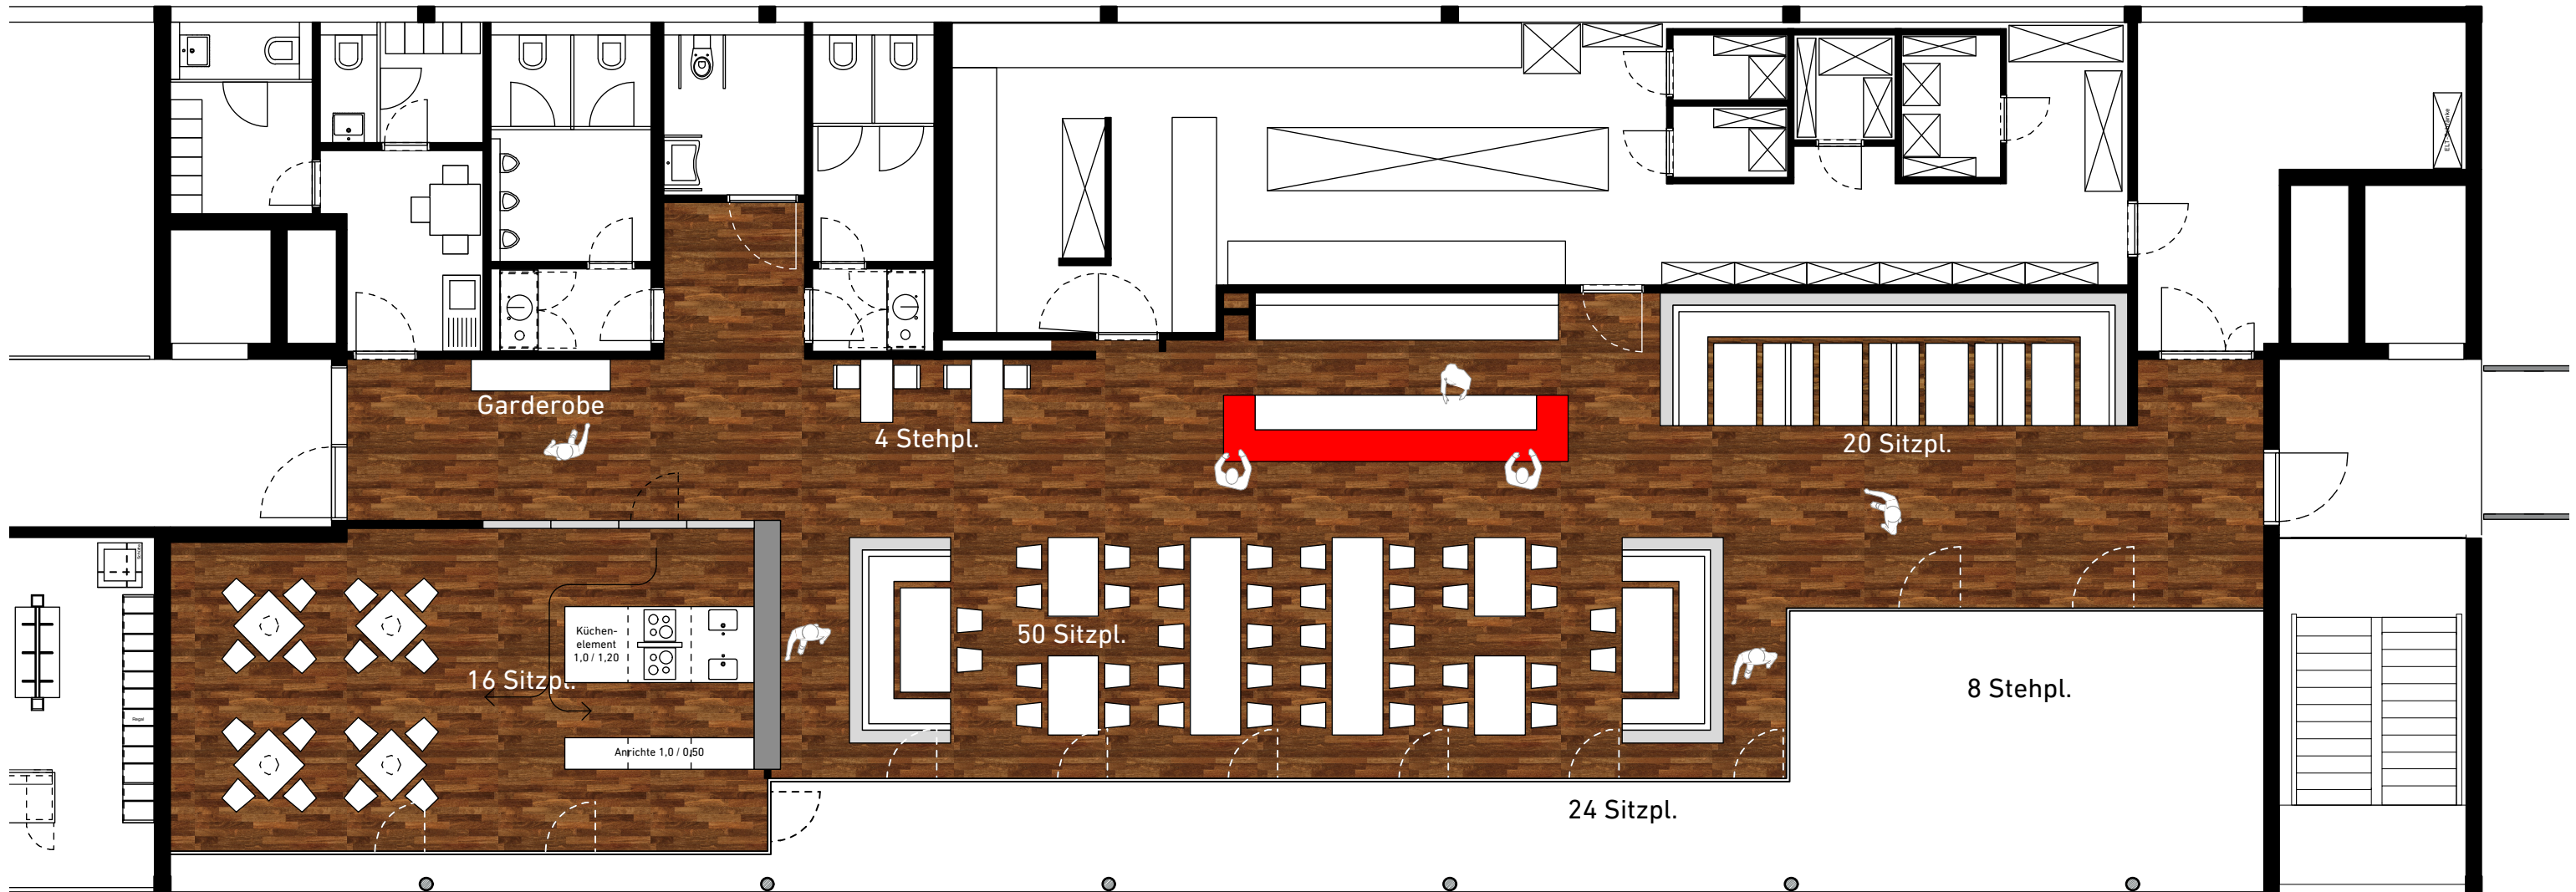 Garderobe
4 Stehpl.
20 Sitzpl.
Küchen-
element
1,0 / 1,20
50 Sitzpl.
16 Sitzpl.
8 Stehpl.
Regal
Anrichte 1,0 / 0,50
24 Sitzpl.